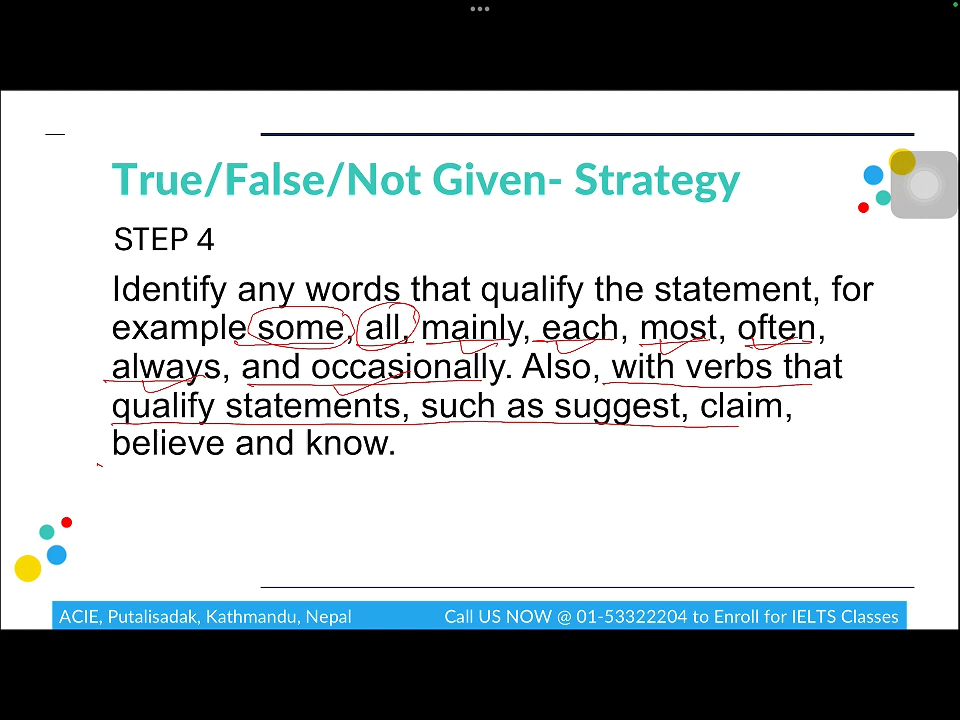 True/False/Not Given- Strategy
STEP 4
Identify any words that qualify the statement, for
example some, all, mainly, each, most, often,
always, and occasionally. Also, with verbs that
qualify statements, such as suggest, claim,
believe and know.
ACIE, Putalisadak, Kathmandu, Nepal Call US NOW @ 01-53322204 to Enroll for IELTS Classes